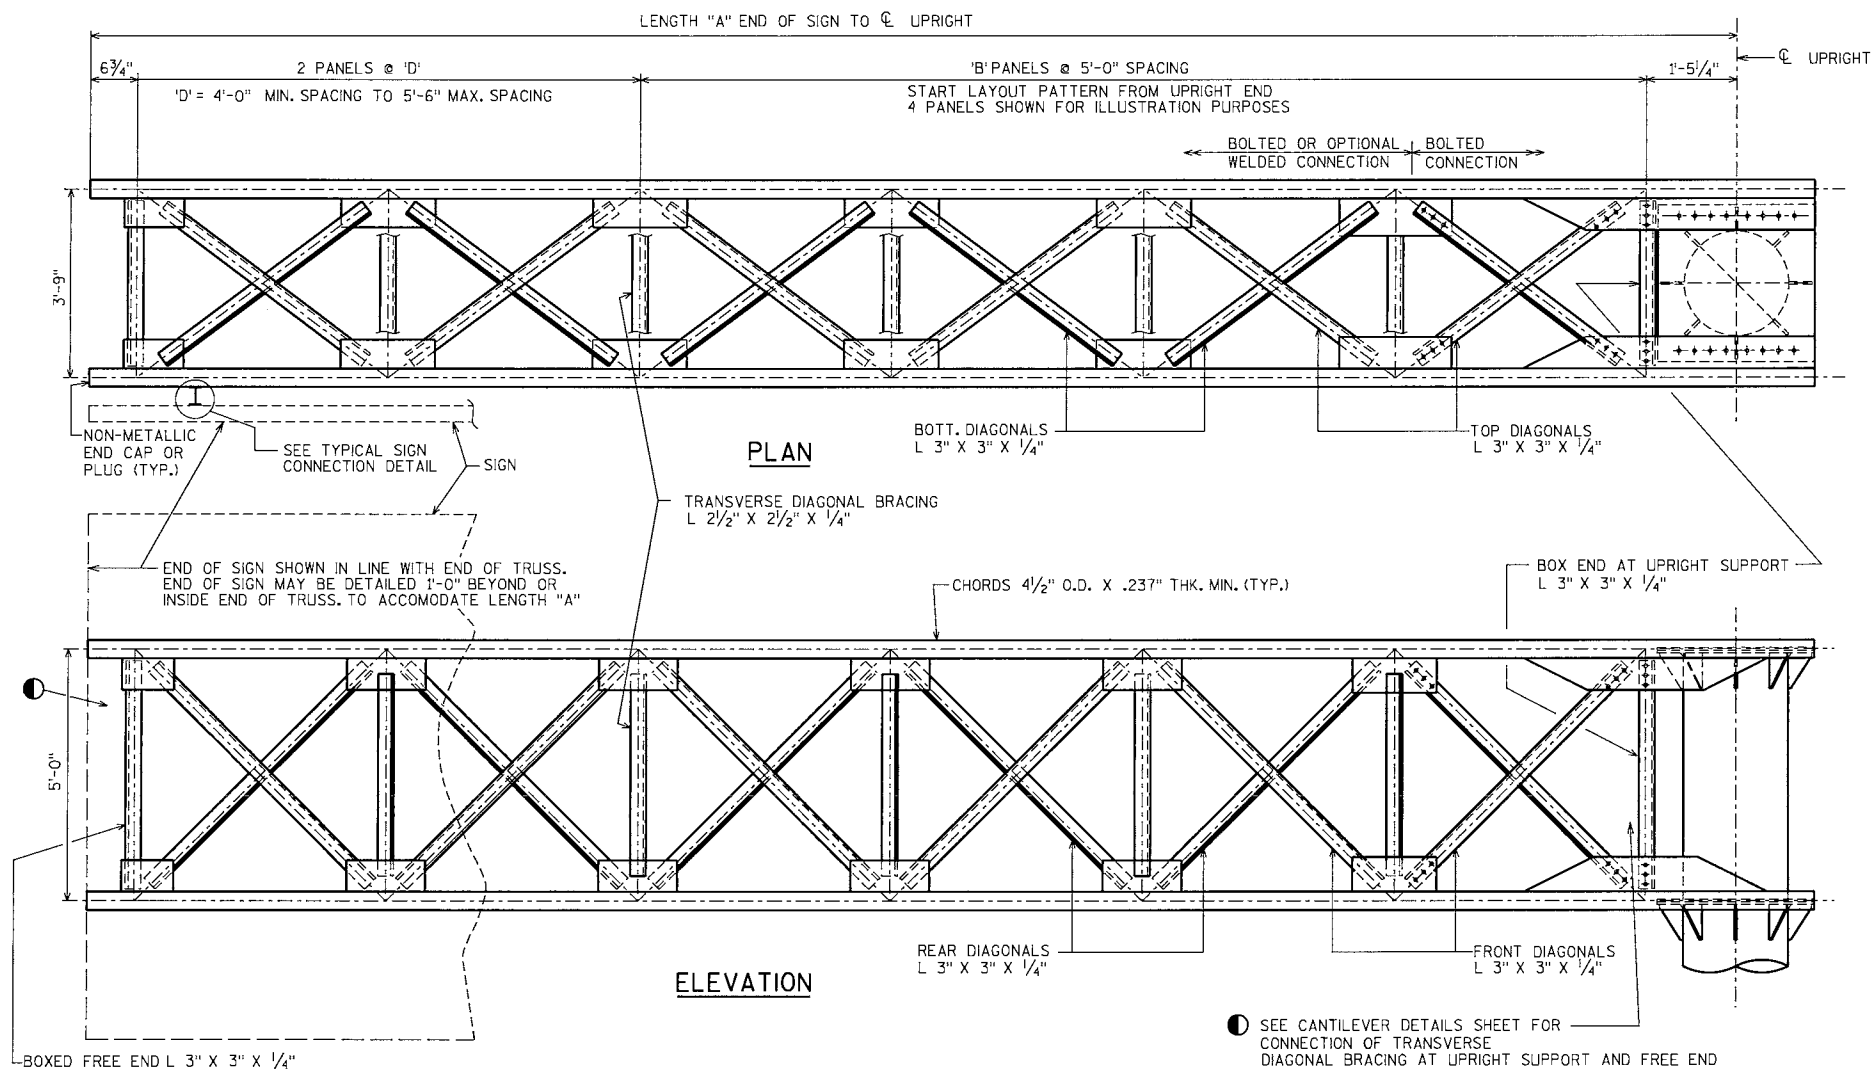 LENGTH "A" END OF SIGN TO ℄ UPRIGHT
℄ UPRIGHT
6¾"
2 PANELS @ 'D'
'B' PANELS @ 5'-0" SPACING
1'-5¼"
'D' = 4'-0" MIN. SPACING TO 5'-6" MAX. SPACING
START LAYOUT PATTERN FROM UPRIGHT END
4 PANELS SHOWN FOR ILLUSTRATION PURPOSES
BOLTED OR OPTIONAL
WELDED CONNECTION
BOLTED
CONNECTION
3'-9"
I
NON-METALLIC
END CAP OR
PLUG (TYP.)
SEE TYPICAL SIGN
CONNECTION DETAIL
SIGN
PLAN
BOTT. DIAGONALS
L 3" X 3" X ¼"
TOP DIAGONALS
L 3" X 3" X ¼"
TRANSVERSE DIAGONAL BRACING
L 2½" X 2½" X ¼"
END OF SIGN SHOWN IN LINE WITH END OF TRUSS.
END OF SIGN MAY BE DETAILED 1'-0" BEYOND OR
INSIDE END OF TRUSS. TO ACCOMODATE LENGTH "A"
CHORDS 4½" O.D. X .237" THK. MIN. (TYP.)
BOX END AT UPRIGHT SUPPORT
L 3" X 3" X ¼"
5'-0"
REAR DIAGONALS
L 3" X 3" X ¼"
FRONT DIAGONALS
L 3" X 3" X ¼"
ELEVATION
BOXED FREE END L 3" X 3" X ¼"
SEE CANTILEVER DETAILS SHEET FOR
CONNECTION OF TRANSVERSE
DIAGONAL BRACING AT UPRIGHT SUPPORT AND FREE END